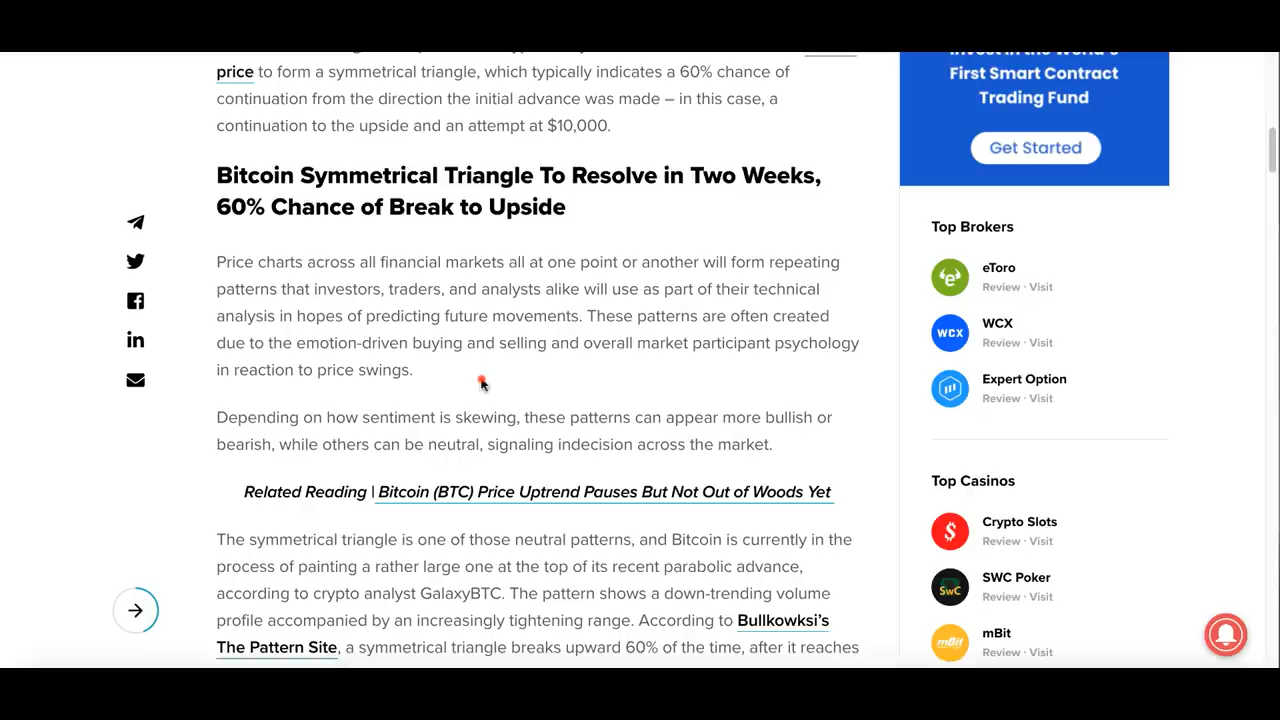 price to form a symmetrical triangle, which typically indicates a 60% chance of
continuation from the direction the initial advance was made – in this case, a
continuation to the upside and an attempt at $10,000.
Bitcoin Symmetrical Triangle To Resolve in Two Weeks,
60% Chance of Break to Upside
Price charts across all financial markets all at one point or another will form repeating
patterns that investors, traders, and analysts alike will use as part of their technical
analysis in hopes of predicting future movements. These patterns are often created
due to the emotion-driven buying and selling and overall market participant psychology
in reaction to price swings.
Depending on how sentiment is skewing, these patterns can appear more bullish or
bearish, while others can be neutral, signaling indecision across the market.
Related Reading | Bitcoin (BTC) Price Uptrend Pauses But Not Out of Woods Yet
The symmetrical triangle is one of those neutral patterns, and Bitcoin is currently in the
process of painting a rather large one at the top of its recent parabolic advance,
according to crypto analyst GalaxyBTC. The pattern shows a down-trending volume
profile accompanied by an increasingly tightening range. According to Bullkowksi's
The Pattern Site, a symmetrical triangle breaks upward 60% of the time, after it reaches
First Smart Contract
Trading Fund
Get Started
Top Brokers
eToro
Review · Visit
WCX
WCX
Review · Visit
Expert Option
Review · Visit
Top Casinos
Crypto Slots
Review · Visit
SwC
SWC Poker
Review · Visit
mBit
mBit
Review · Visit